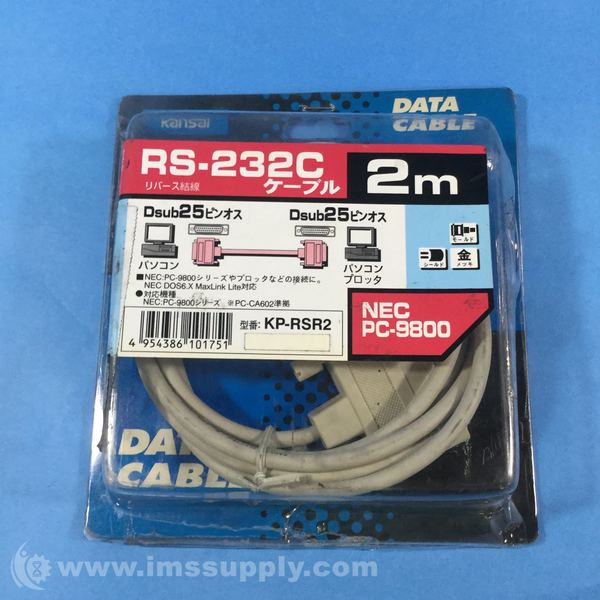 Kansai
DATA
CABLE
RS-232C
ケーブル
リバース結線
2m
Dsub25ピンオス
Dsub25ピンオス
パソコン
パソコン
プロッタ
モールド
シールド
金
メッキ
■NEC:PC-9800シリーズやプロッタなどの接続に。
NEC DOS6.X MaxLink Lite対応
●対応機種
NEC:PC-9800シリーズ ※PC-CA602準拠
型番: KP-RSR2
4 954386 101751
NEC
PC-9800
DATA
CABLE
www.imssupply.com